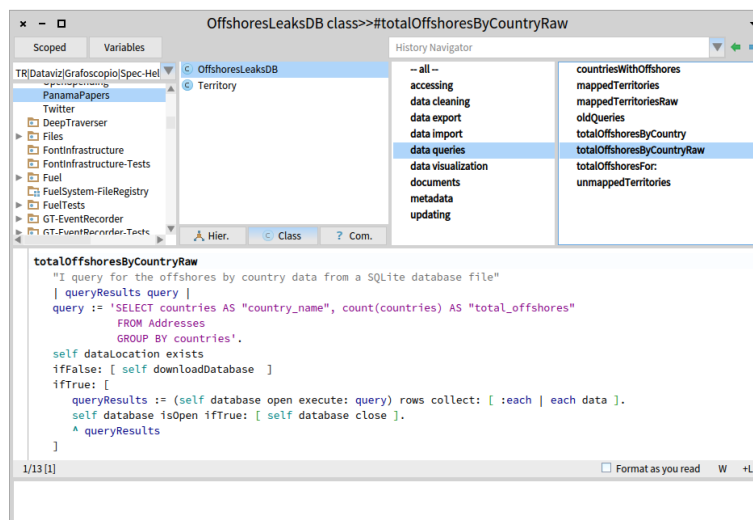 OffshoresLeaksDB class>>#totalOffshoresByCountryRaw
Scoped
Variables
History Navigator
TR|Dataviz|Grafoscopio|Spec-Hel
PanamaPapers
Twitter
DeepTraverser
Files
FontInfrastructure
FontInfrastructure-Tests
Fuel
FuelSystem-FileRegistry
FuelTests
GT-EventRecorder
GT-EventRecorder-Tests
OffshoresLeaksDB
Territory
Hier.
Class
? Com.
-- all --
accessing
data cleaning
data export
data import
data queries
data visualization
documents
metadata
updating
countriesWithOffshores
mappedTerritories
mappedTerritoriesRaw
oldQueries
totalOffshoresByCountry
totalOffshoresByCountryRaw
totalOffshoresFor:
unmappedTerritories
totalOffshoresByCountryRaw
"I query for the offshores by country data from a SQLite database file"
| queryResults query |
query := 'SELECT countries AS "country_name", count(countries) AS "total_offshores"
FROM Addresses
GROUP BY countries'.
self dataLocation exists
ifFalse: [ self downloadDatabase ]
ifTrue: [
queryResults := (self database open execute: query) rows collect: [ :each | each data ].
self database isOpen ifTrue: [ self database close ].
^ queryResults
]
1/13 [1]
Format as you read
W
+L